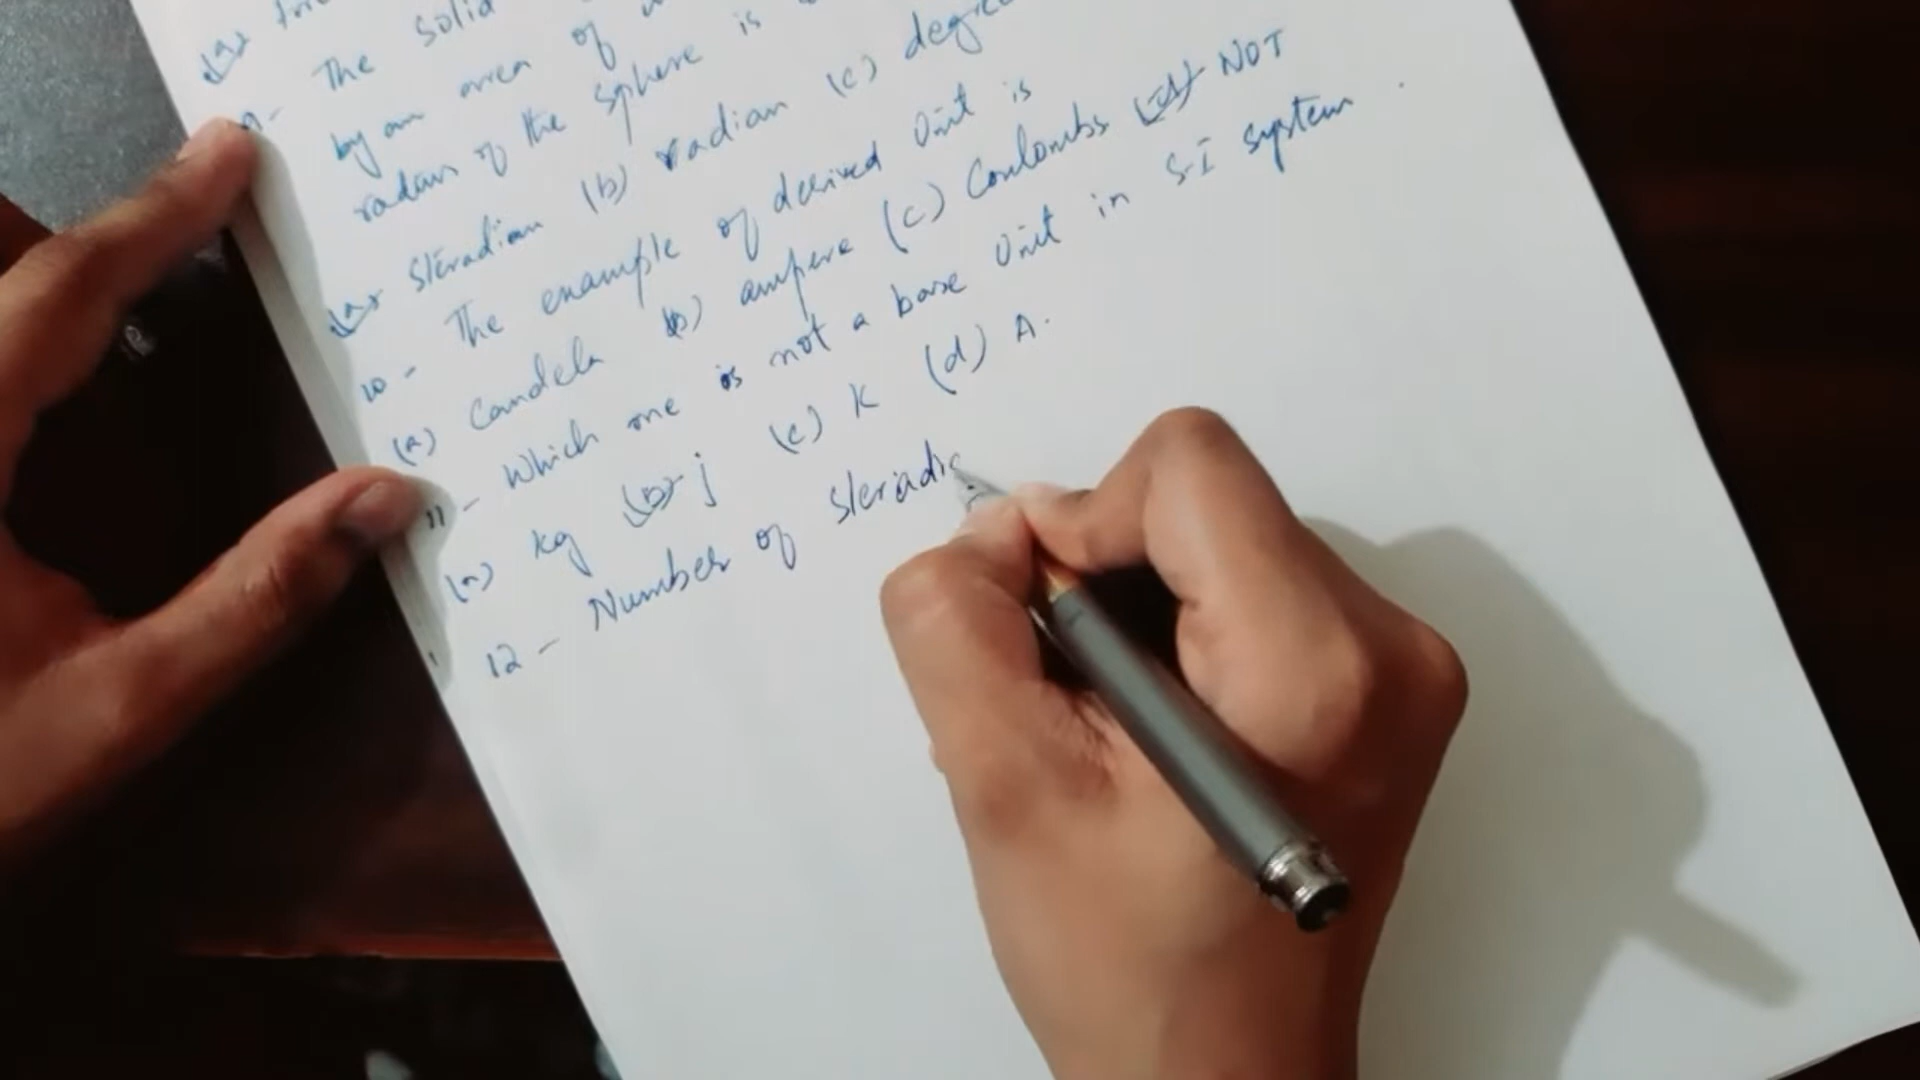 (a)
9- The solid
by an area of
radius of the sphere is
(a) steradian (b) radian (c) degree
10- The example of derived Unit is
(a) Candela (b) ampere (c) Coulombs (d) NOT
11- Which one is not a base Unit in S-I system.
(a) kg (b) j (c) K (d) A.
12- Number of steradia